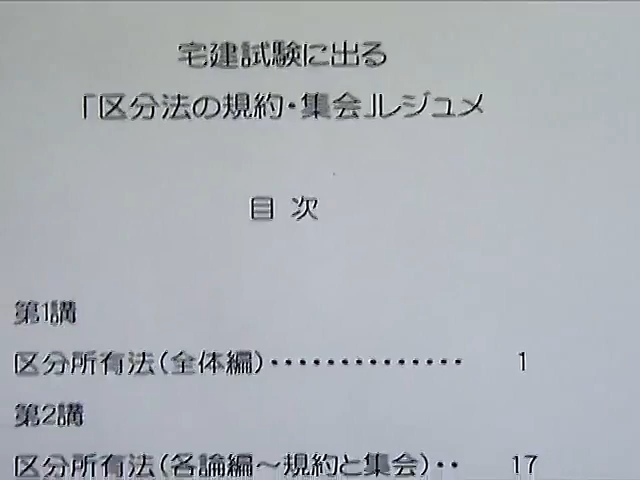 宅建試験に出る
「区分法の規約・集会」レジュメ
目 次
第1講
区分所有法(全体編)・・・・・・・・・・・・・・ 1
第2講
区分所有法(各論編～規約と集会)・・ 17